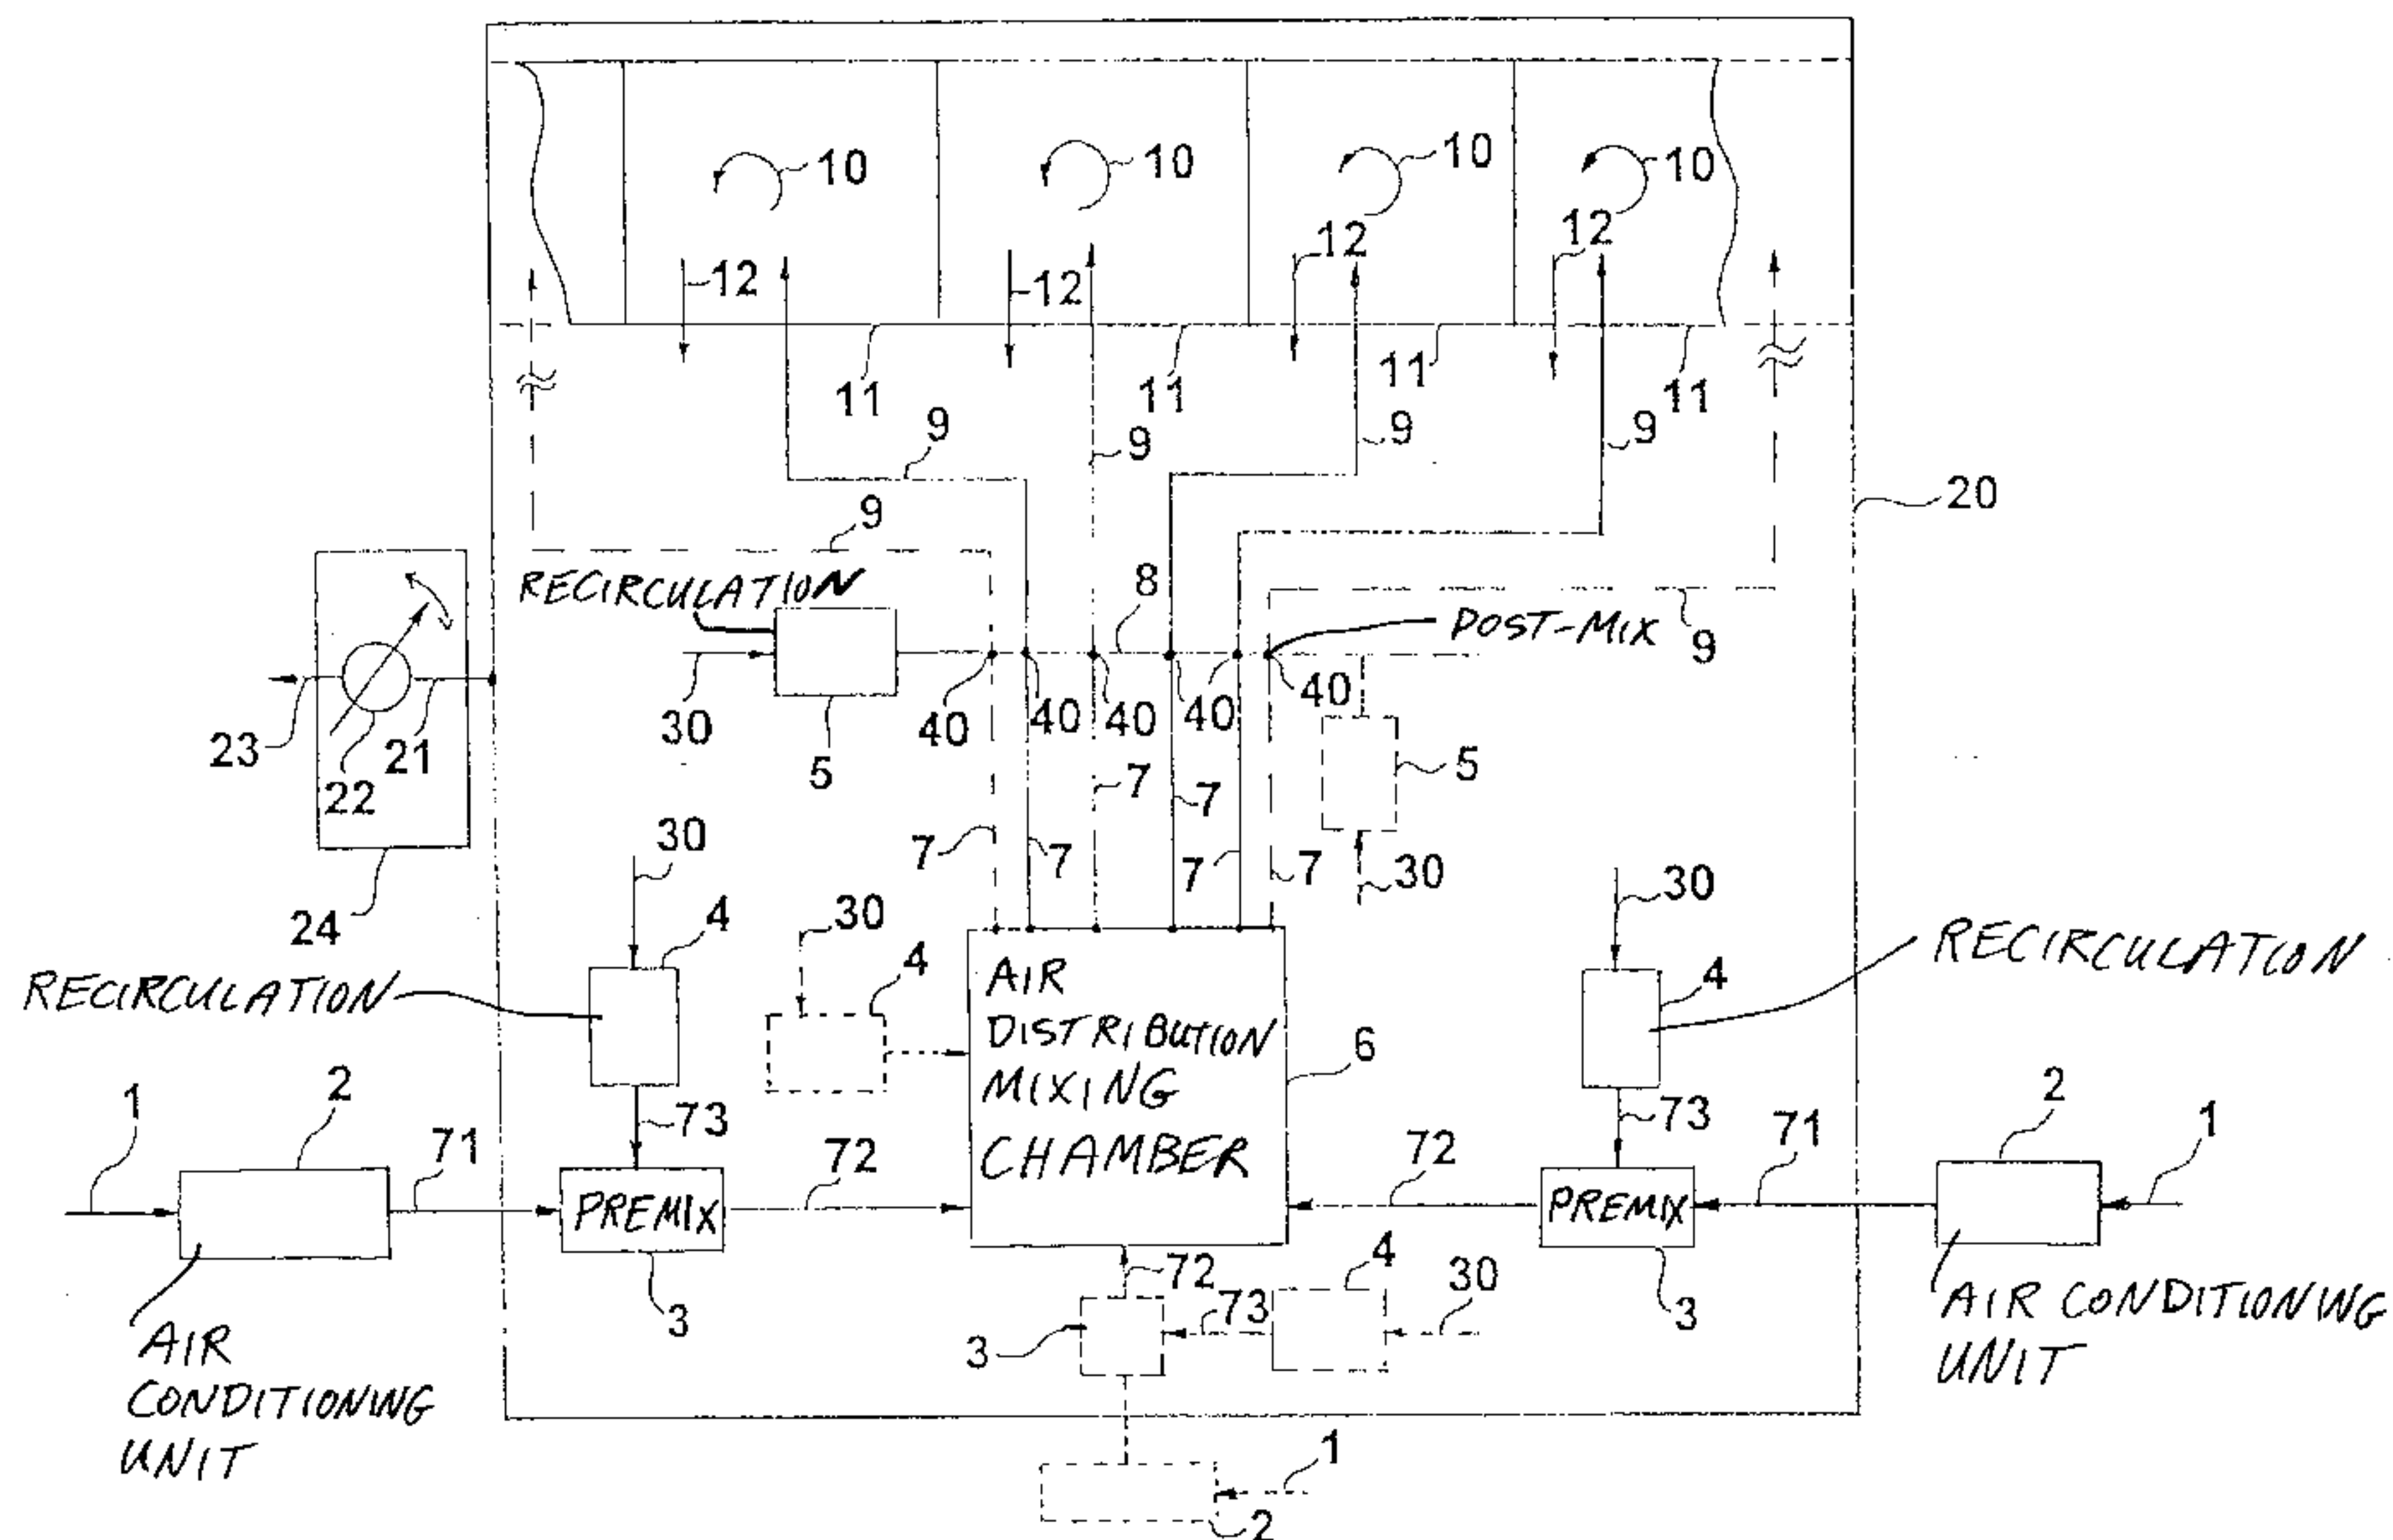 10 10 10 10
12 12 12 12
11 11 11 11
9 9 9 9
20
9
RECIRCULATION 8 POST-MIX
9
30 5 40 40 40 40 40
23 22 21
7 7 5
24
30 7 7 7 7 30 30
4 30 4 4
RECIRCULATION RECIRCULATION
AIR
DISTRIBUTION
MIXING
CHAMBER
6
1 2 71 73 72 72 73 71 2 1
PREMIX PREMIX
3 72 4 30 3
3 73
AIR
CONDITIONING
UNIT
AIR CONDITIONING
UNIT
1
2